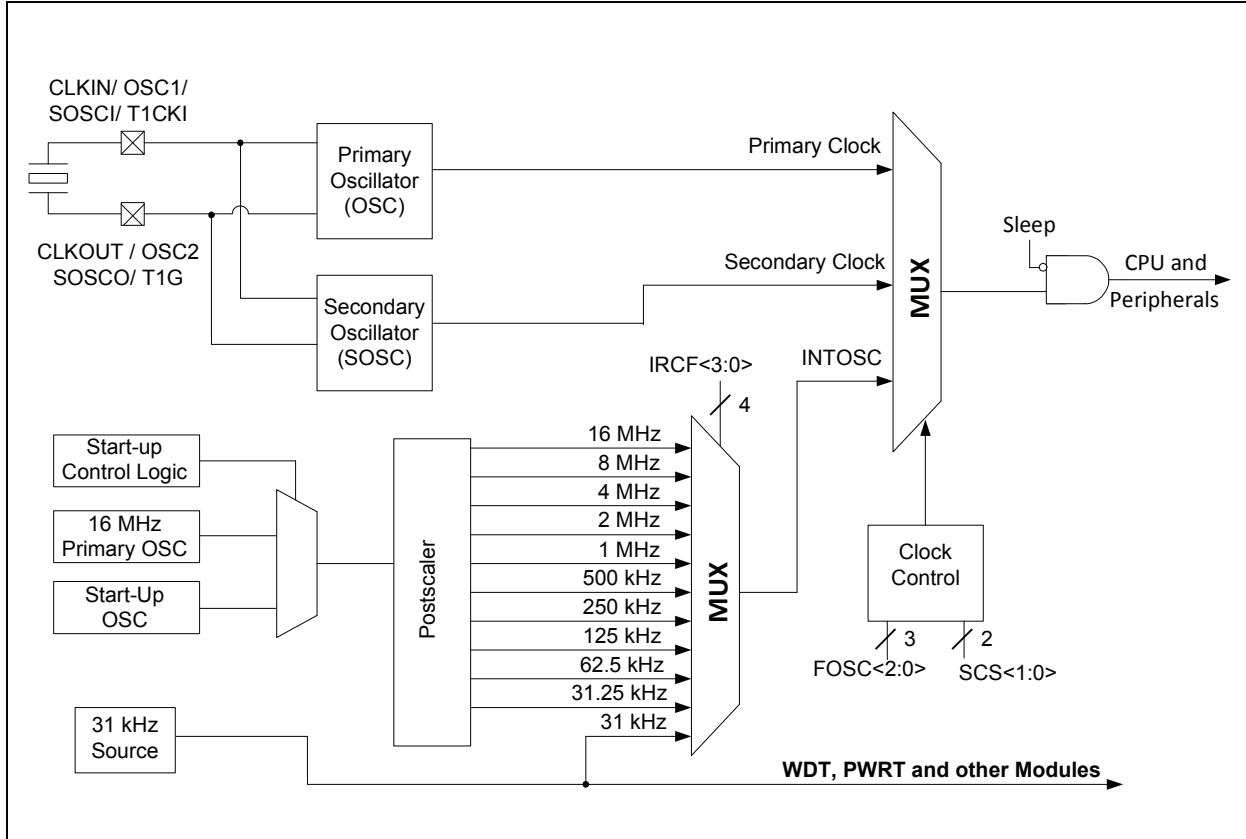 CLKIN/ OSC1/
SOSCI/ T1CKI
CLKOUT / OSC2
SOSCO/ T1G
Primary
Oscillator
(OSC)
Secondary
Oscillator
(SOSC)
Primary Clock
Secondary Clock
INTOSC
MUX
Sleep
CPU and
Peripherals
IRCF<3:0>
4
Start-up
Control Logic
16 MHz
Primary OSC
Start-Up
OSC
31 kHz
Source
Postscaler
16 MHz
8 MHz
4 MHz
2 MHz
1 MHz
500 kHz
250 kHz
125 kHz
62.5 kHz
31.25 kHz
31 kHz
MUX
Clock
Control
3
2
FOSC<2:0>
SCS<1:0>
WDT, PWRT and other Modules